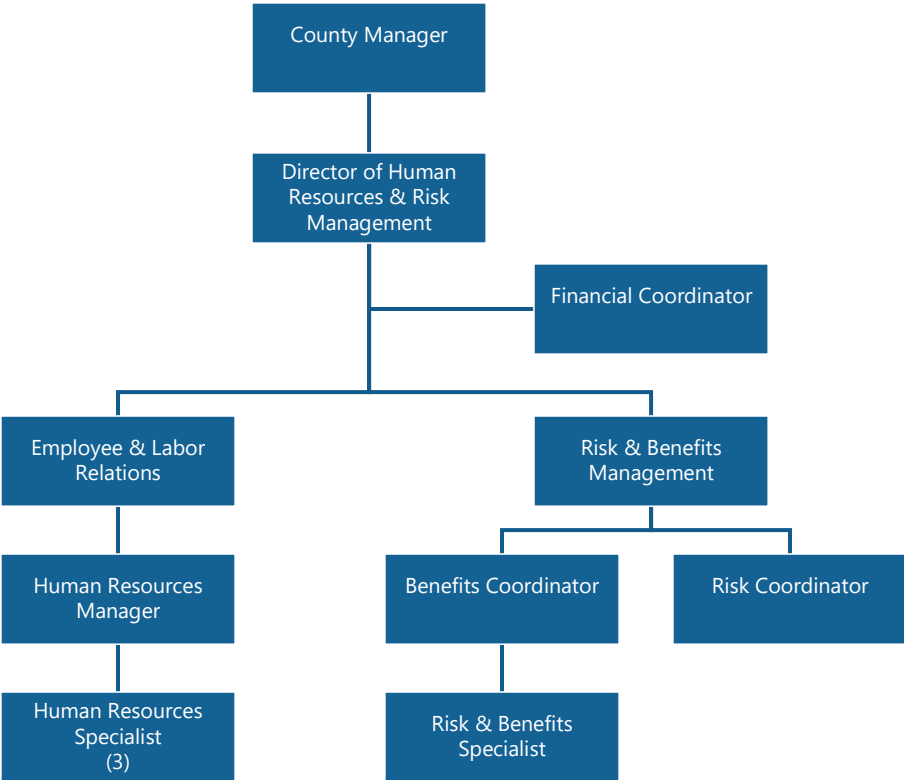 County Manager
Director of Human
Resources & Risk
Management
Financial Coordinator
Employee & Labor
Relations
Risk & Benefits
Management
Human Resources
Manager
Benefits Coordinator
Risk Coordinator
Human Resources
Specialist
(3)
Risk & Benefits
Specialist